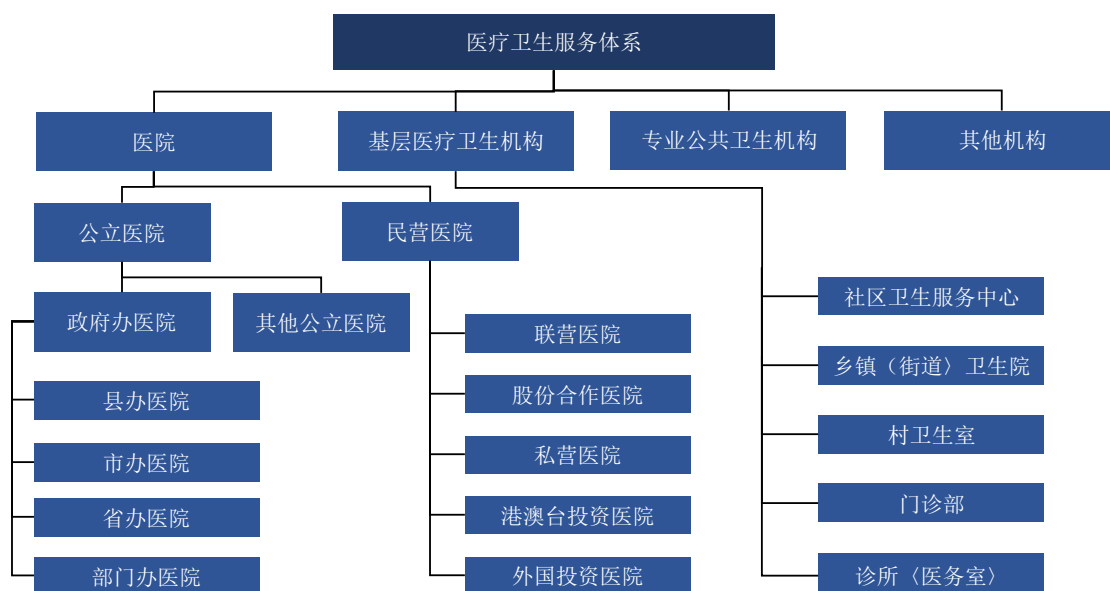 医疗卫生服务体系
医院
基层医疗卫生机构
专业公共卫生机构
其他机构
公立医院
民营医院
政府办医院
其他公立医院
县办医院
市办医院
省办医院
部门办医院
联营医院
股份合作医院
私营医院
港澳台投资医院
外国投资医院
社区卫生服务中心
乡镇（街道〉卫生院
村卫生室
门诊部
诊所〈医务室〉